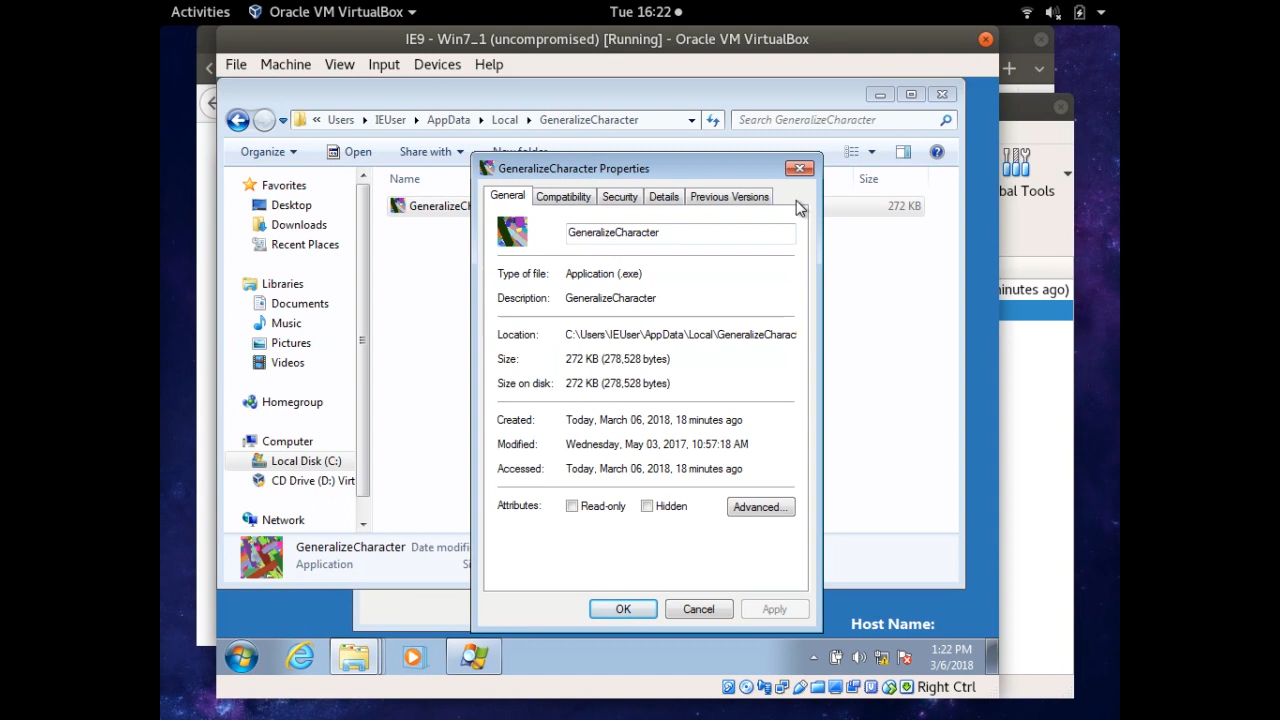 Activities Oracle VM VirtualBox Tue 16:22
IE9 - Win7_1 (uncompromised) [Running] - Oracle VM VirtualBox
File Machine View Input Devices Help
« Users IEUser AppData Local GeneralizeCharacter Search GeneralizeCharacter
Organize Open Share with New folder
GeneralizeCharacter Properties
Name Size
Favorites
Desktop
Downloads
Recent Places
Libraries
Documents
Music
Pictures
Videos
Homegroup
Computer
Local Disk (C:)
CD Drive (D:) Virt
Network
GeneralizeCh 272 KB
General Compatibility Security Details Previous Versions
GeneralizeCharacter
Type of file: Application (.exe)
Description: GeneralizeCharacter
Location: C:\Users\IEUser\AppData\Local\GeneralizeCharact
Size: 272 KB (278,528 bytes)
Size on disk: 272 KB (278,528 bytes)
Created: Today, March 06, 2018, 18 minutes ago
Modified: Wednesday, May 03, 2017, 10:57:18 AM
Accessed: Today, March 06, 2018, 18 minutes ago
Attributes: Read-only Hidden Advanced...
OK Cancel Apply
GeneralizeCharacter Date modifi
Application
bal Tools
inutes ago)
Host Name:
1:22 PM
3/6/2018
Right Ctrl